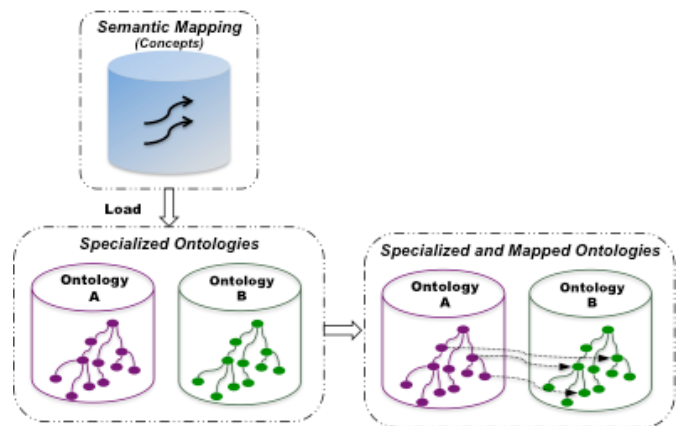 Semantic Mapping
(Concepts)
Load
Specialized Ontologies
Ontology
A
Ontology
B
Specialized and Mapped Ontologies
Ontology
A
Ontology
B